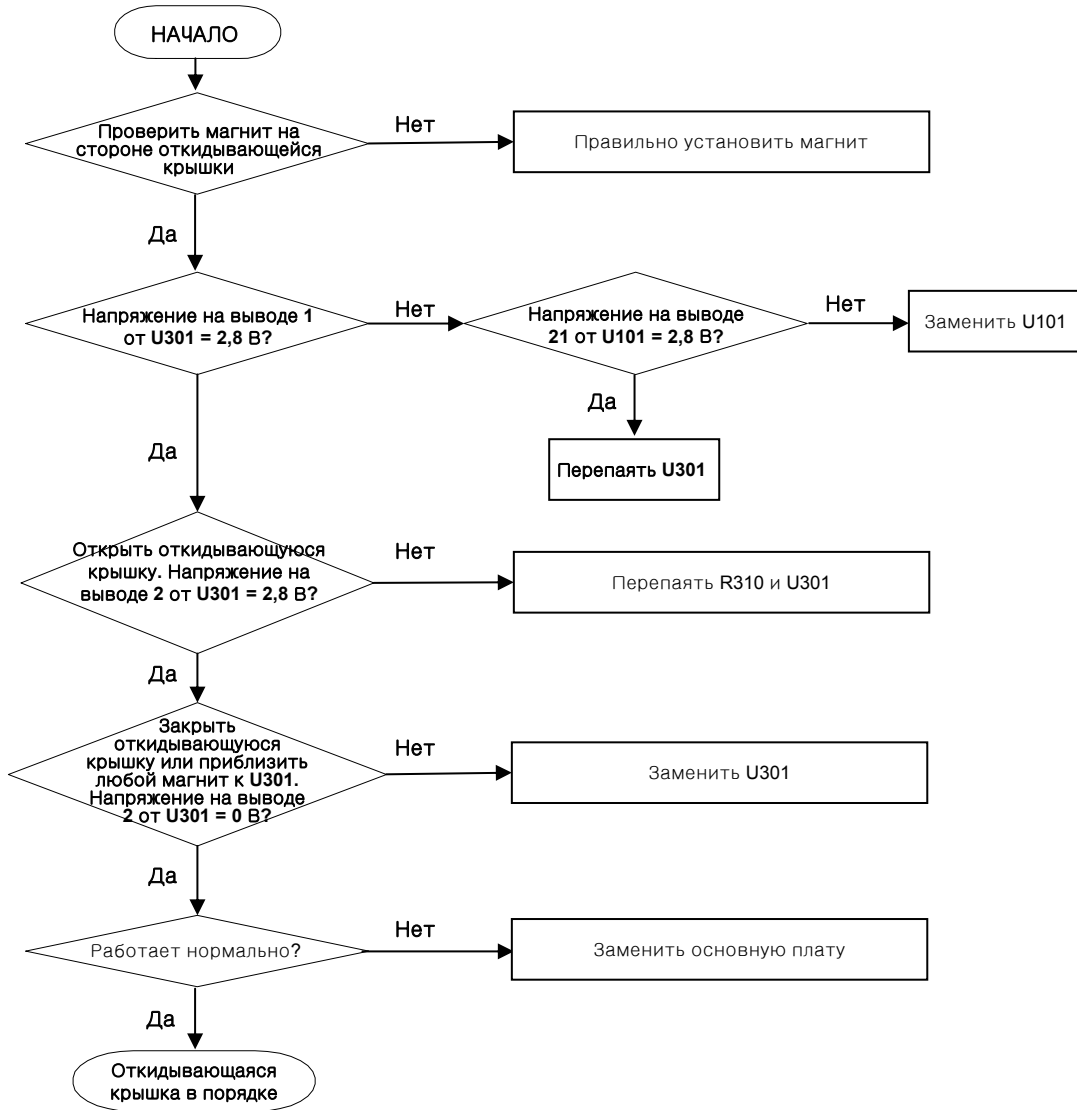 НАЧАЛО
Проверить магнит на
стороне откидывающейся
крышки
Нет
Правильно установить магнит
Да
Напряжение на выводе 1
от U301 = 2,8 В?
Нет
Напряжение на выводе
21 от U101 = 2,8 В?
Нет
Заменить U101
Да
Перепаять U301
Да
Открыть откидывающуюся
крышку. Напряжение на
выводе 2 от U301 = 2,8 В?
Нет
Перепаять R310 и U301
Да
Закрыть
откидывающуюся
крышку или приблизить
любой магнит к U301.
Напряжение на выводе
2 от U301 = 0 В?
Нет
Заменить U301
Да
Работает нормально?
Нет
Заменить основную плату
Да
Откидывающаяся
крышка в порядке